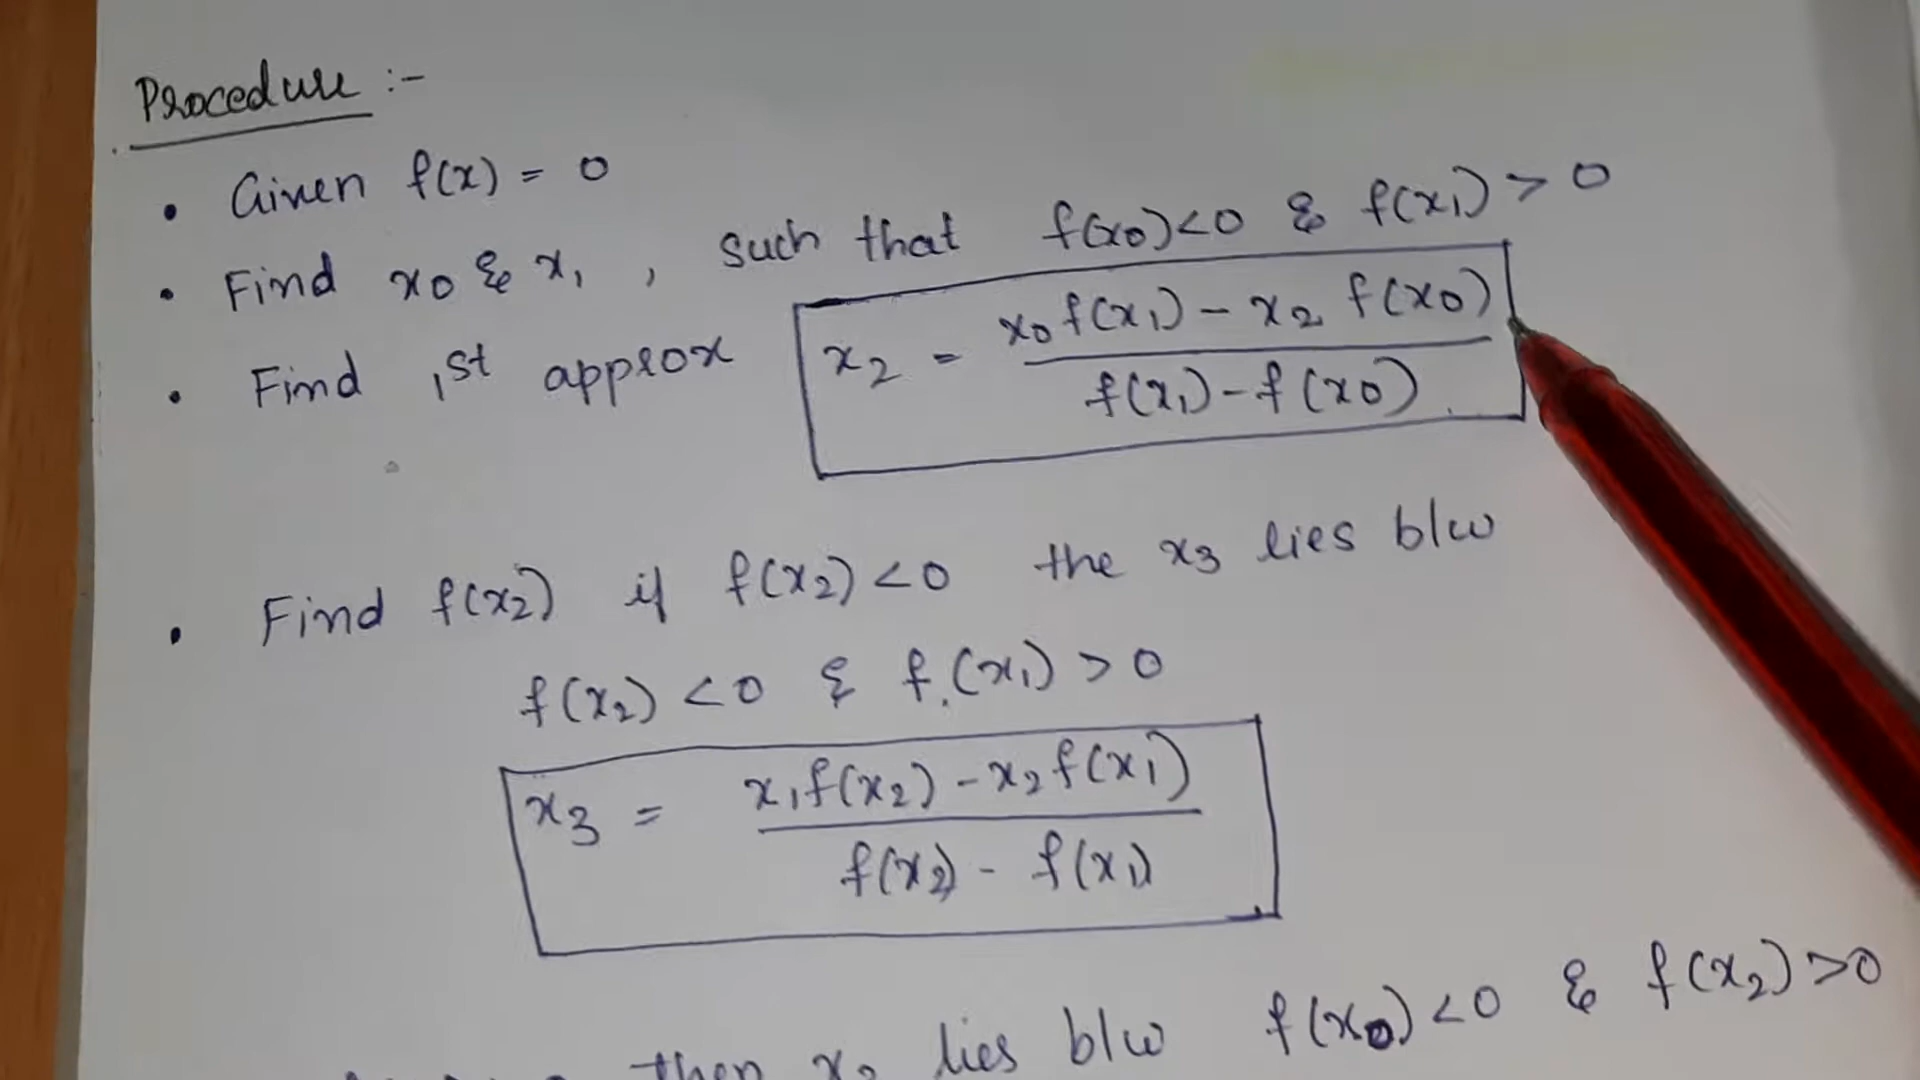 Procedure :-
• Given f(x) = 0
• Find x0 & x1 , such that f(x0)<0 & f(x1) > 0
• Find 1st approx x2 = x0 f(x1) - x2 f(x0) / f(x1) - f(x0)
• Find f(x2) if f(x2) <0 the x3 lies b/w
f(x2) <0 & f(x1) >0
x3 = x1 f(x2) - x2 f(x1) / f(x2) - f(x1)
then lies b/w f(x0) <0 & f(x2) >0